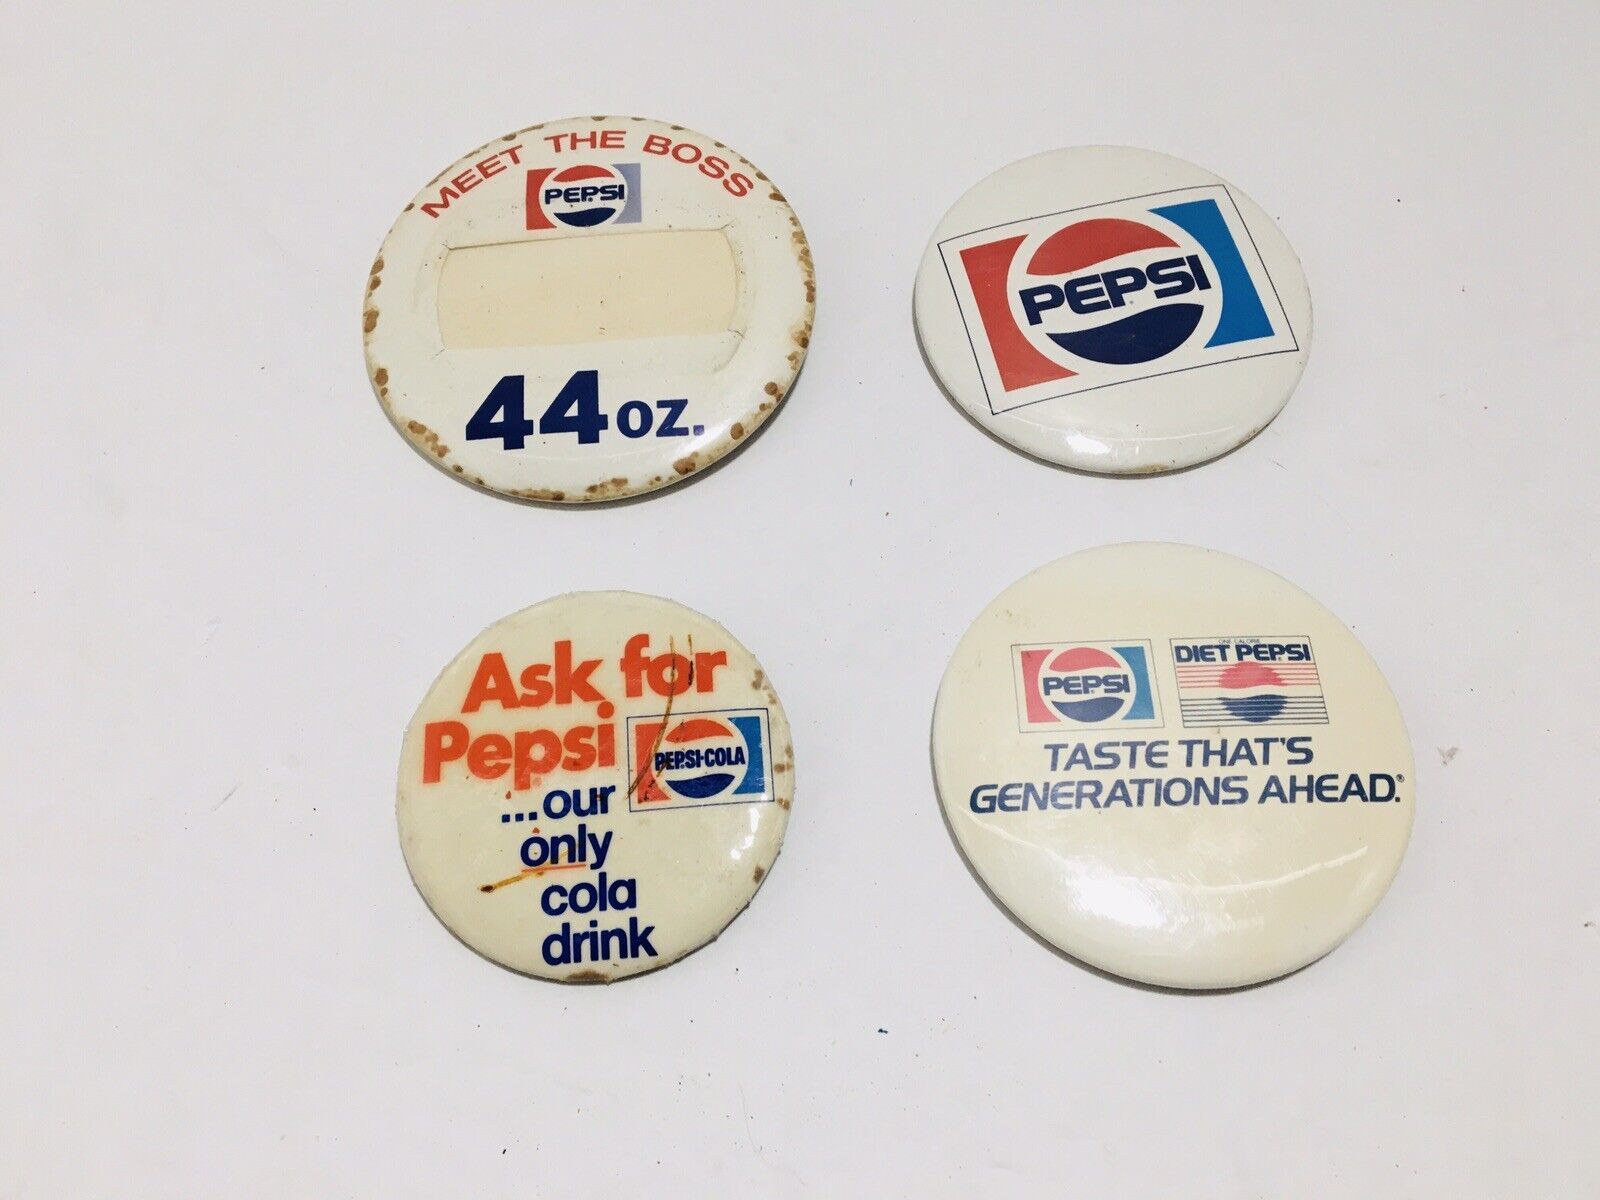 MEET THE BOSS
PEPSI
44 oz.
PEPSI
Ask for
Pepsi
PEPSI-COLA
...our
only
cola
drink
PEPSI
ONE CALORIE
DIET PEPSI
TASTE THAT'S
GENERATIONS AHEAD.®